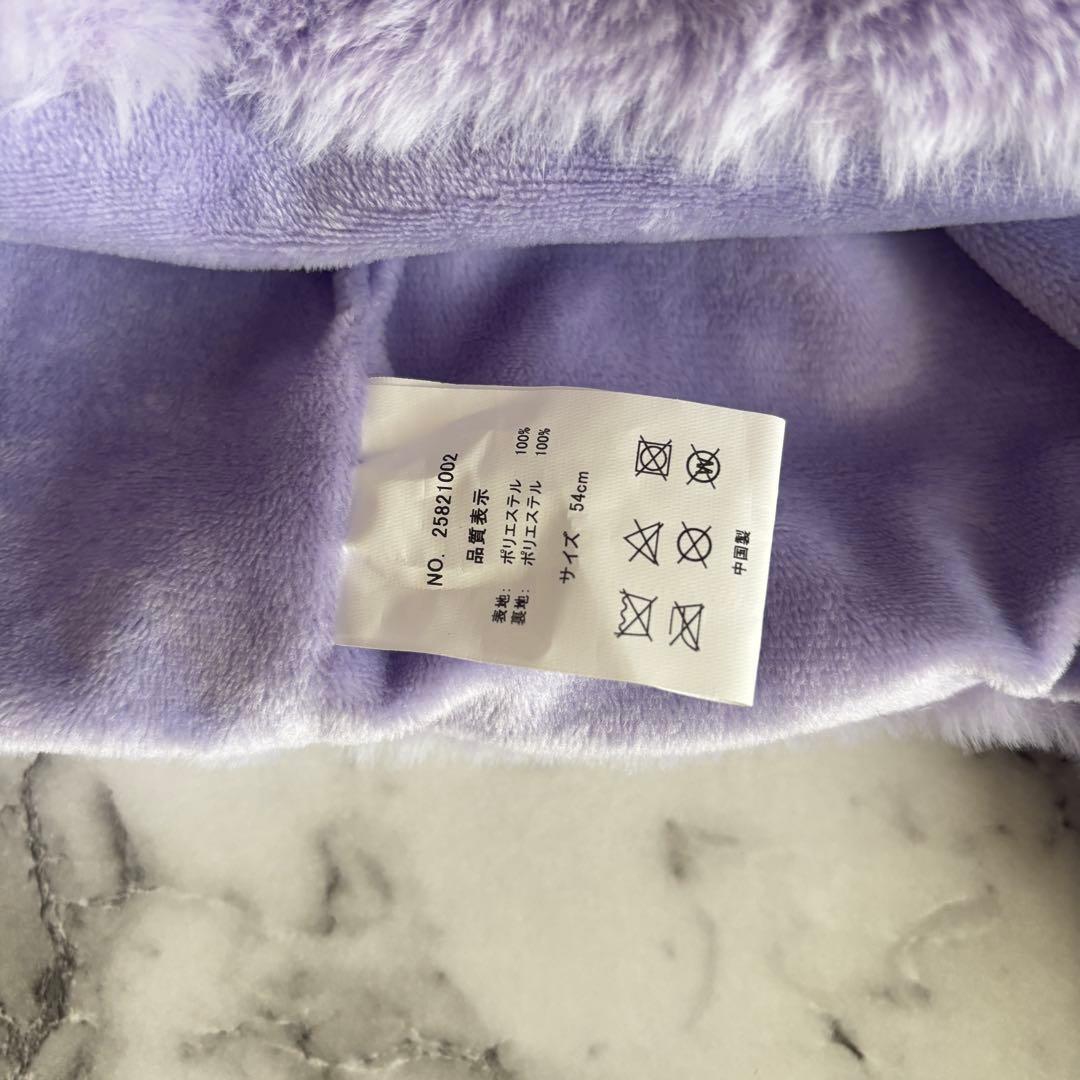 NO. 25821002
品質表示
表地: ポリエステル 100%
裏地: ポリエステル 100%
サイズ 54cm
W
中国製